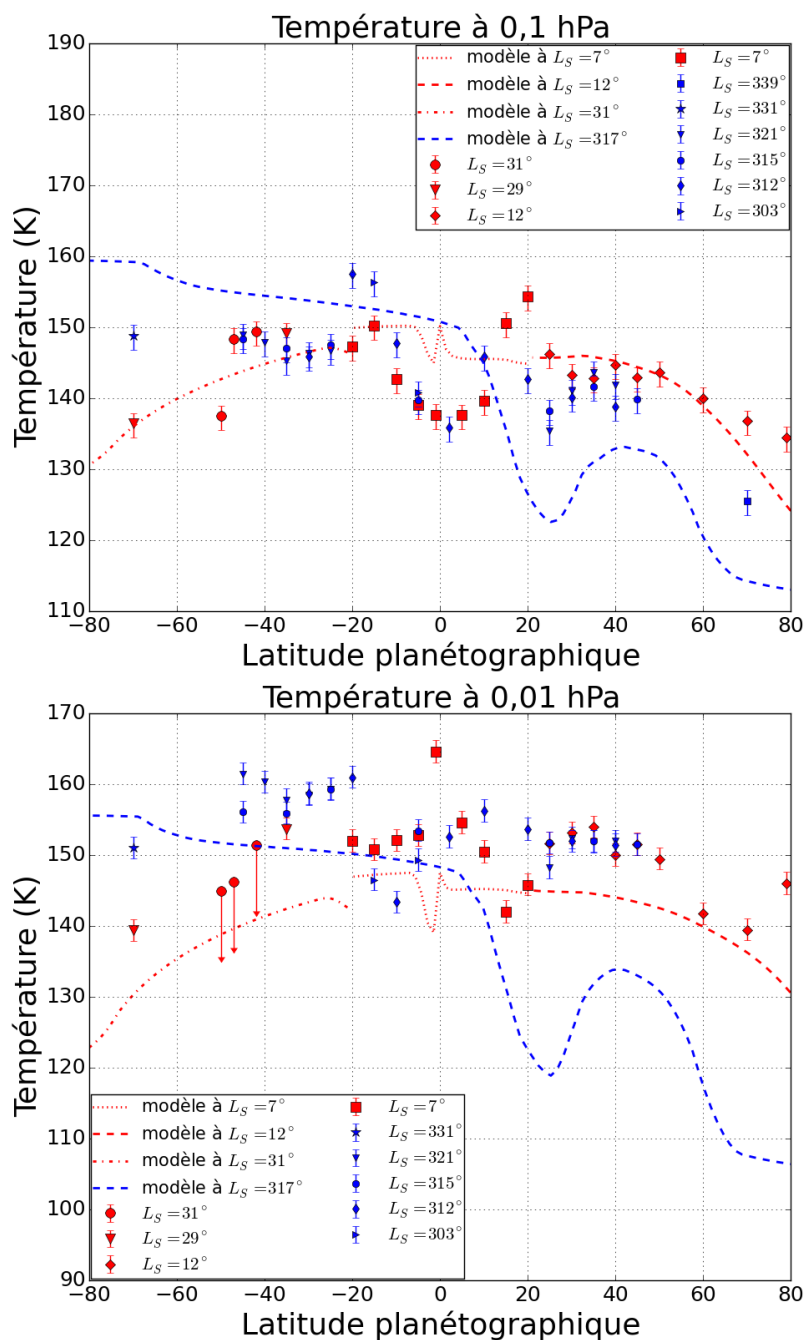 Température à 0,1 hPa
190
180
170
160
150
140
130
120
110
Température (K)
modèle à L_S = 7°
modèle à L_S = 12°
modèle à L_S = 31°
modèle à L_S = 317°
L_S = 31°
L_S = 29°
L_S = 12°
L_S = 7°
L_S = 339°
L_S = 331°
L_S = 321°
L_S = 315°
L_S = 312°
L_S = 303°
−80 −60 −40 −20 0 20 40 60 80
Latitude planétographique
Température à 0,01 hPa
170
160
150
140
130
120
110
100
90
Température (K)
modèle à L_S = 7°
modèle à L_S = 12°
modèle à L_S = 31°
modèle à L_S = 317°
L_S = 31°
L_S = 29°
L_S = 12°
L_S = 7°
L_S = 331°
L_S = 321°
L_S = 315°
L_S = 312°
L_S = 303°
−80 −60 −40 −20 0 20 40 60 80
Latitude planétographique